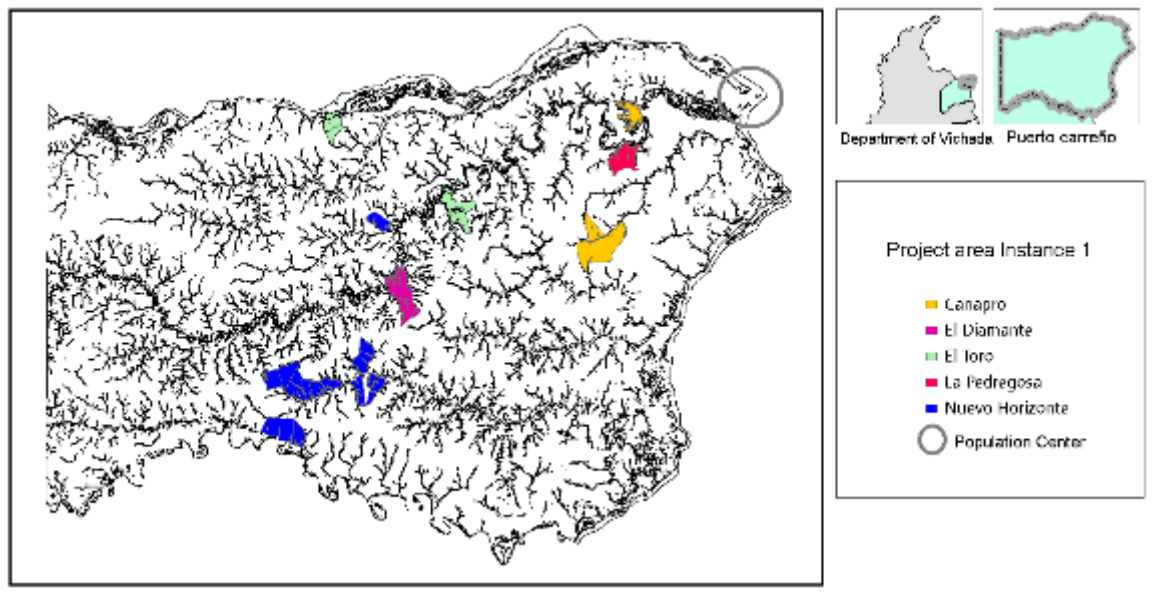 Department of Vichada
Puerto carreño
Project area Instance 1
Canapro
El Diamante
El Toro
La Pedregosa
Nuevo Horizonte
Population Center